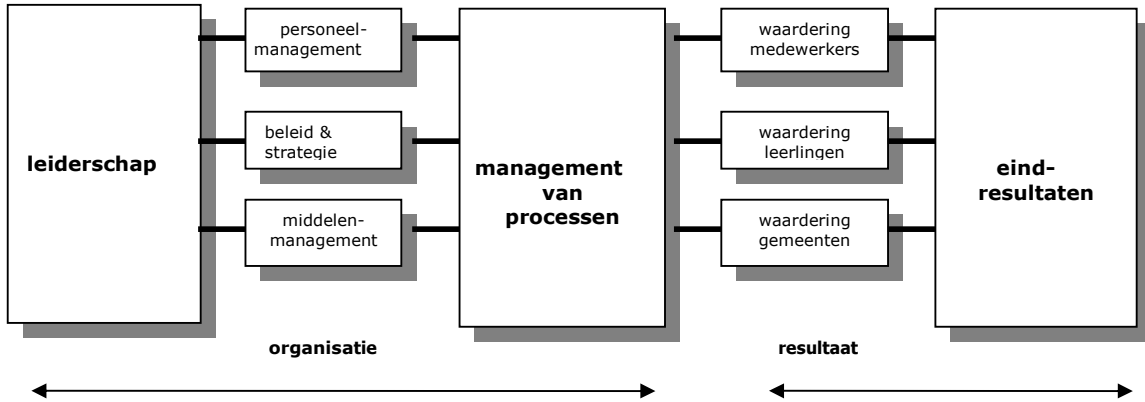 leiderschap
personeel-
management
beleid &
strategie
middelen-
management
management
van
processen
waardering
medewerkers
waardering
leerlingen
waardering
gemeenten
eind-
resultaten
organisatie
resultaat